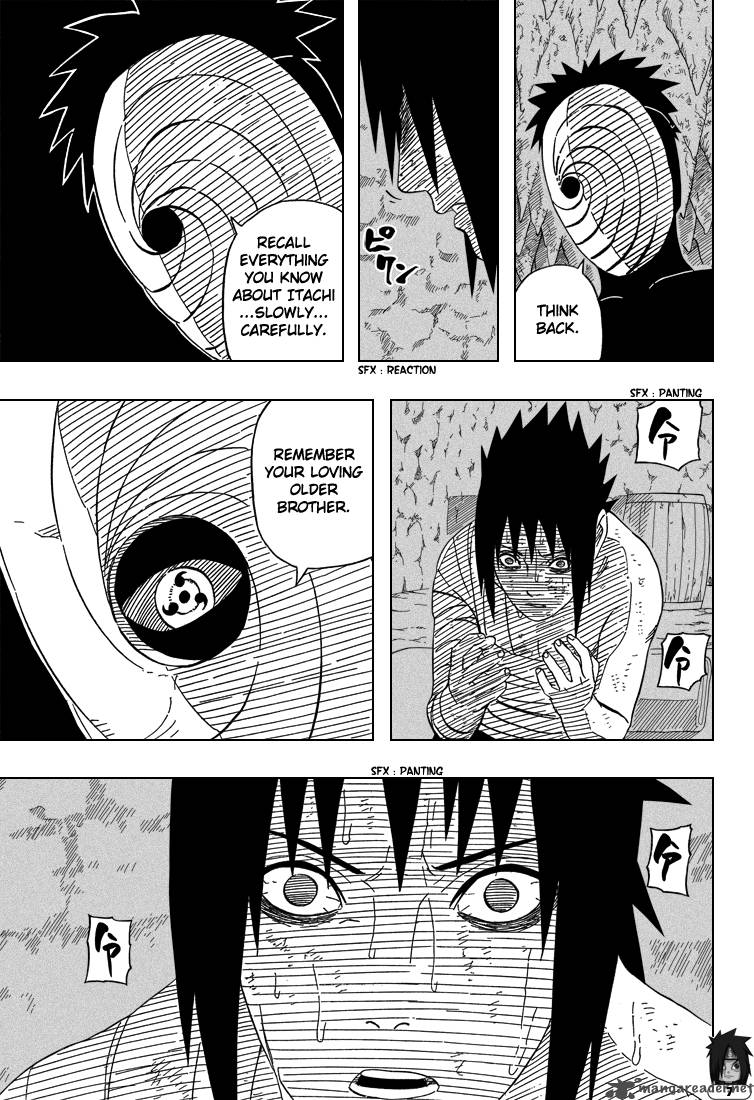 THINK
BACK.
ピクン
SFX : REACTION
RECALL
EVERYTHING
YOU KNOW
ABOUT ITACHI
...SLOWLY...
CAREFULLY.
SFX : PANTING
REMEMBER
YOUR LOVING
OLDER
BROTHER.
SFX : PANTING
mangareader.net